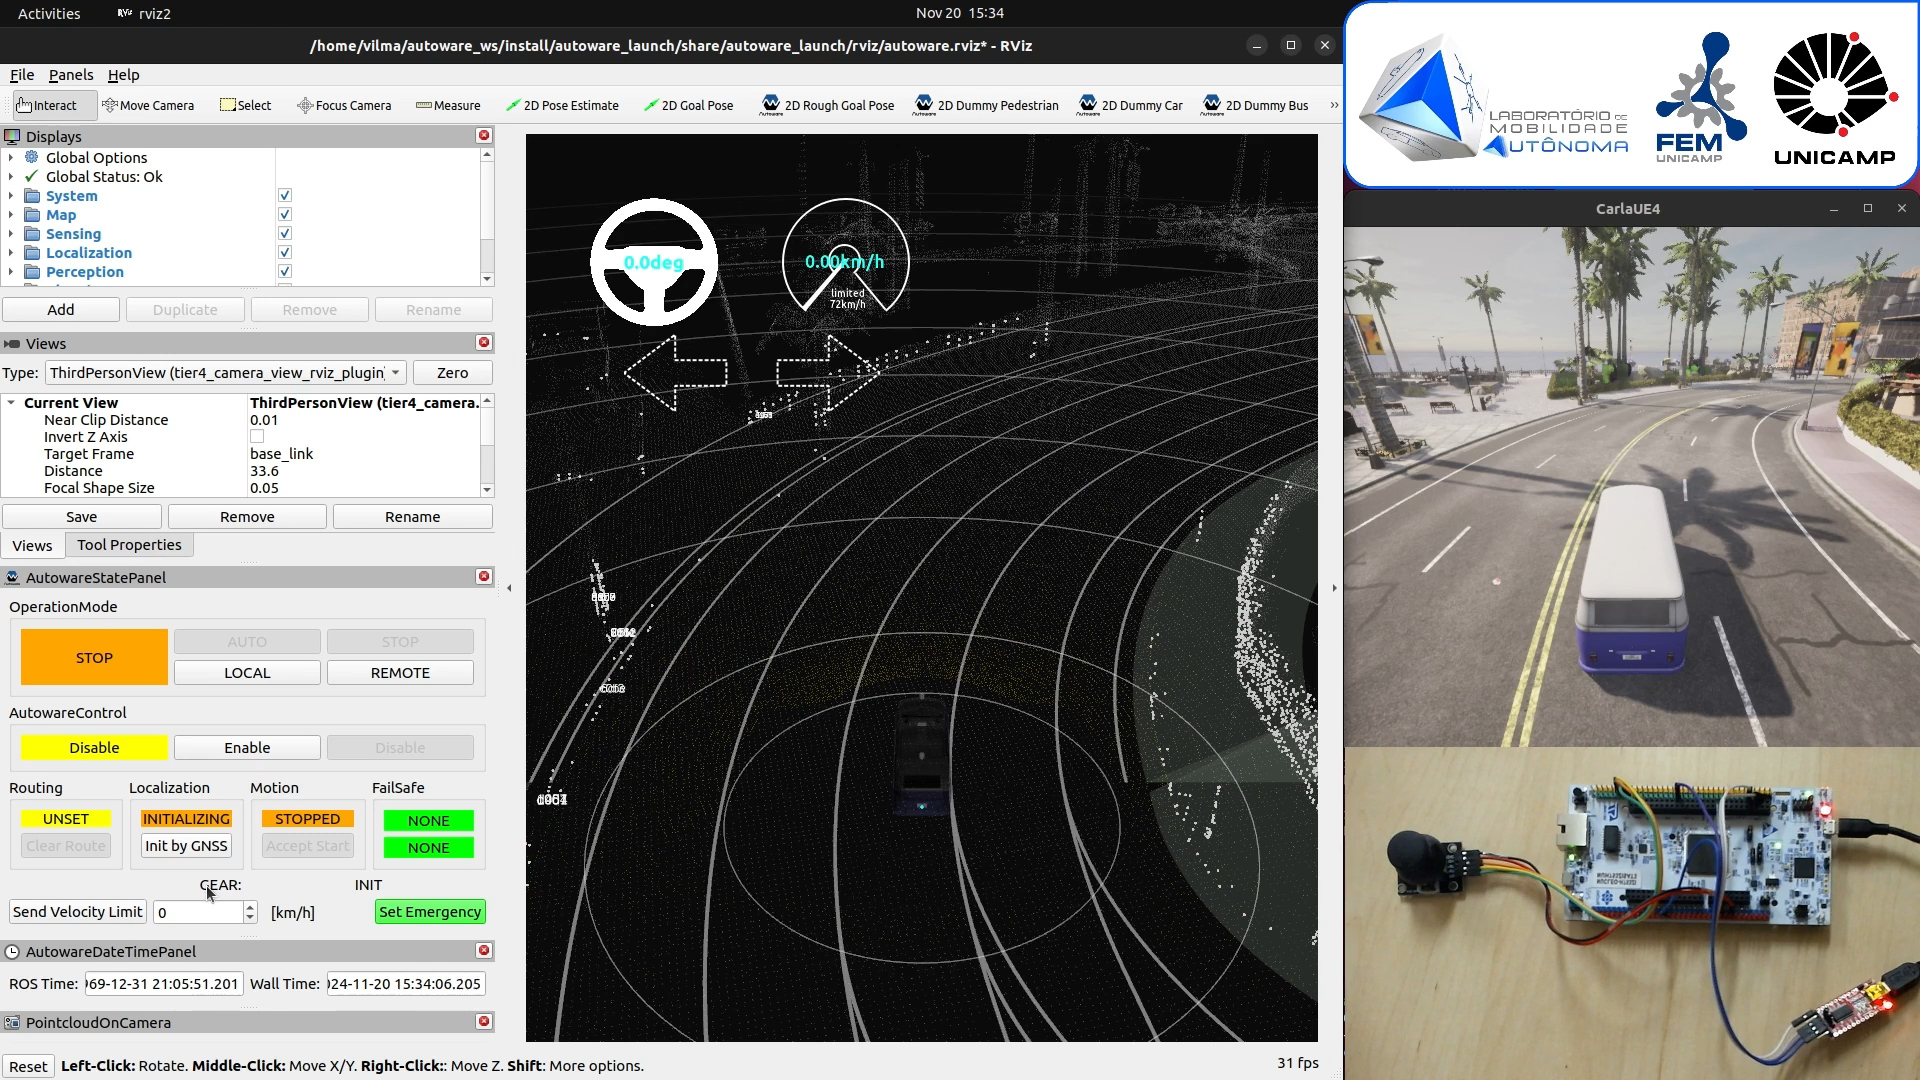 Activities
RViz rviz2
Nov 20 15:34
/home/vilma/autoware_ws/install/autoware_launch/share/autoware_launch/rviz/autoware.rviz* - RViz
File Panels Help
Interact Move Camera Select Focus Camera Measure 2D Pose Estimate 2D Goal Pose 2D Rough Goal Pose 2D Dummy Pedestrian 2D Dummy Car 2D Dummy Bus »
Displays
Global Options
Global Status: Ok
System
Map
Sensing
Localization
Perception
Add Duplicate Remove Rename
Views
Type: ThirdPersonView (tier4_camera_view_rviz_plugin) Zero
Current View ThirdPersonView (tier4_camera.
Near Clip Distance 0.01
Invert Z Axis
Target Frame base_link
Distance 33.6
Focal Shape Size 0.05
Save Remove Rename
Views Tool Properties
AutowareStatePanel
OperationMode
STOP AUTO STOP
LOCAL REMOTE
AutowareControl
Disable Enable Disable
Routing Localization Motion FailSafe
UNSET INITIALIZING STOPPED NONE
Clear Route Init by GNSS Accept Start NONE
GEAR: INIT
Send Velocity Limit 0 [km/h] Set Emergency
AutowareDateTimePanel
ROS Time: 69-12-31 21:05:51.201 Wall Time: 24-11-20 15:34:06.205
PointcloudOnCamera
Reset Left-Click: Rotate. Middle-Click: Move X/Y. Right-Click:: Move Z. Shift: More options.
31 fps
0.0deg
0.00km/h
limited
72km/h
LABORATÓRIO DE
MOBILIDADE
AUTÔNOMA
FEM
UNICAMP
UNICAMP
CarlaUE4